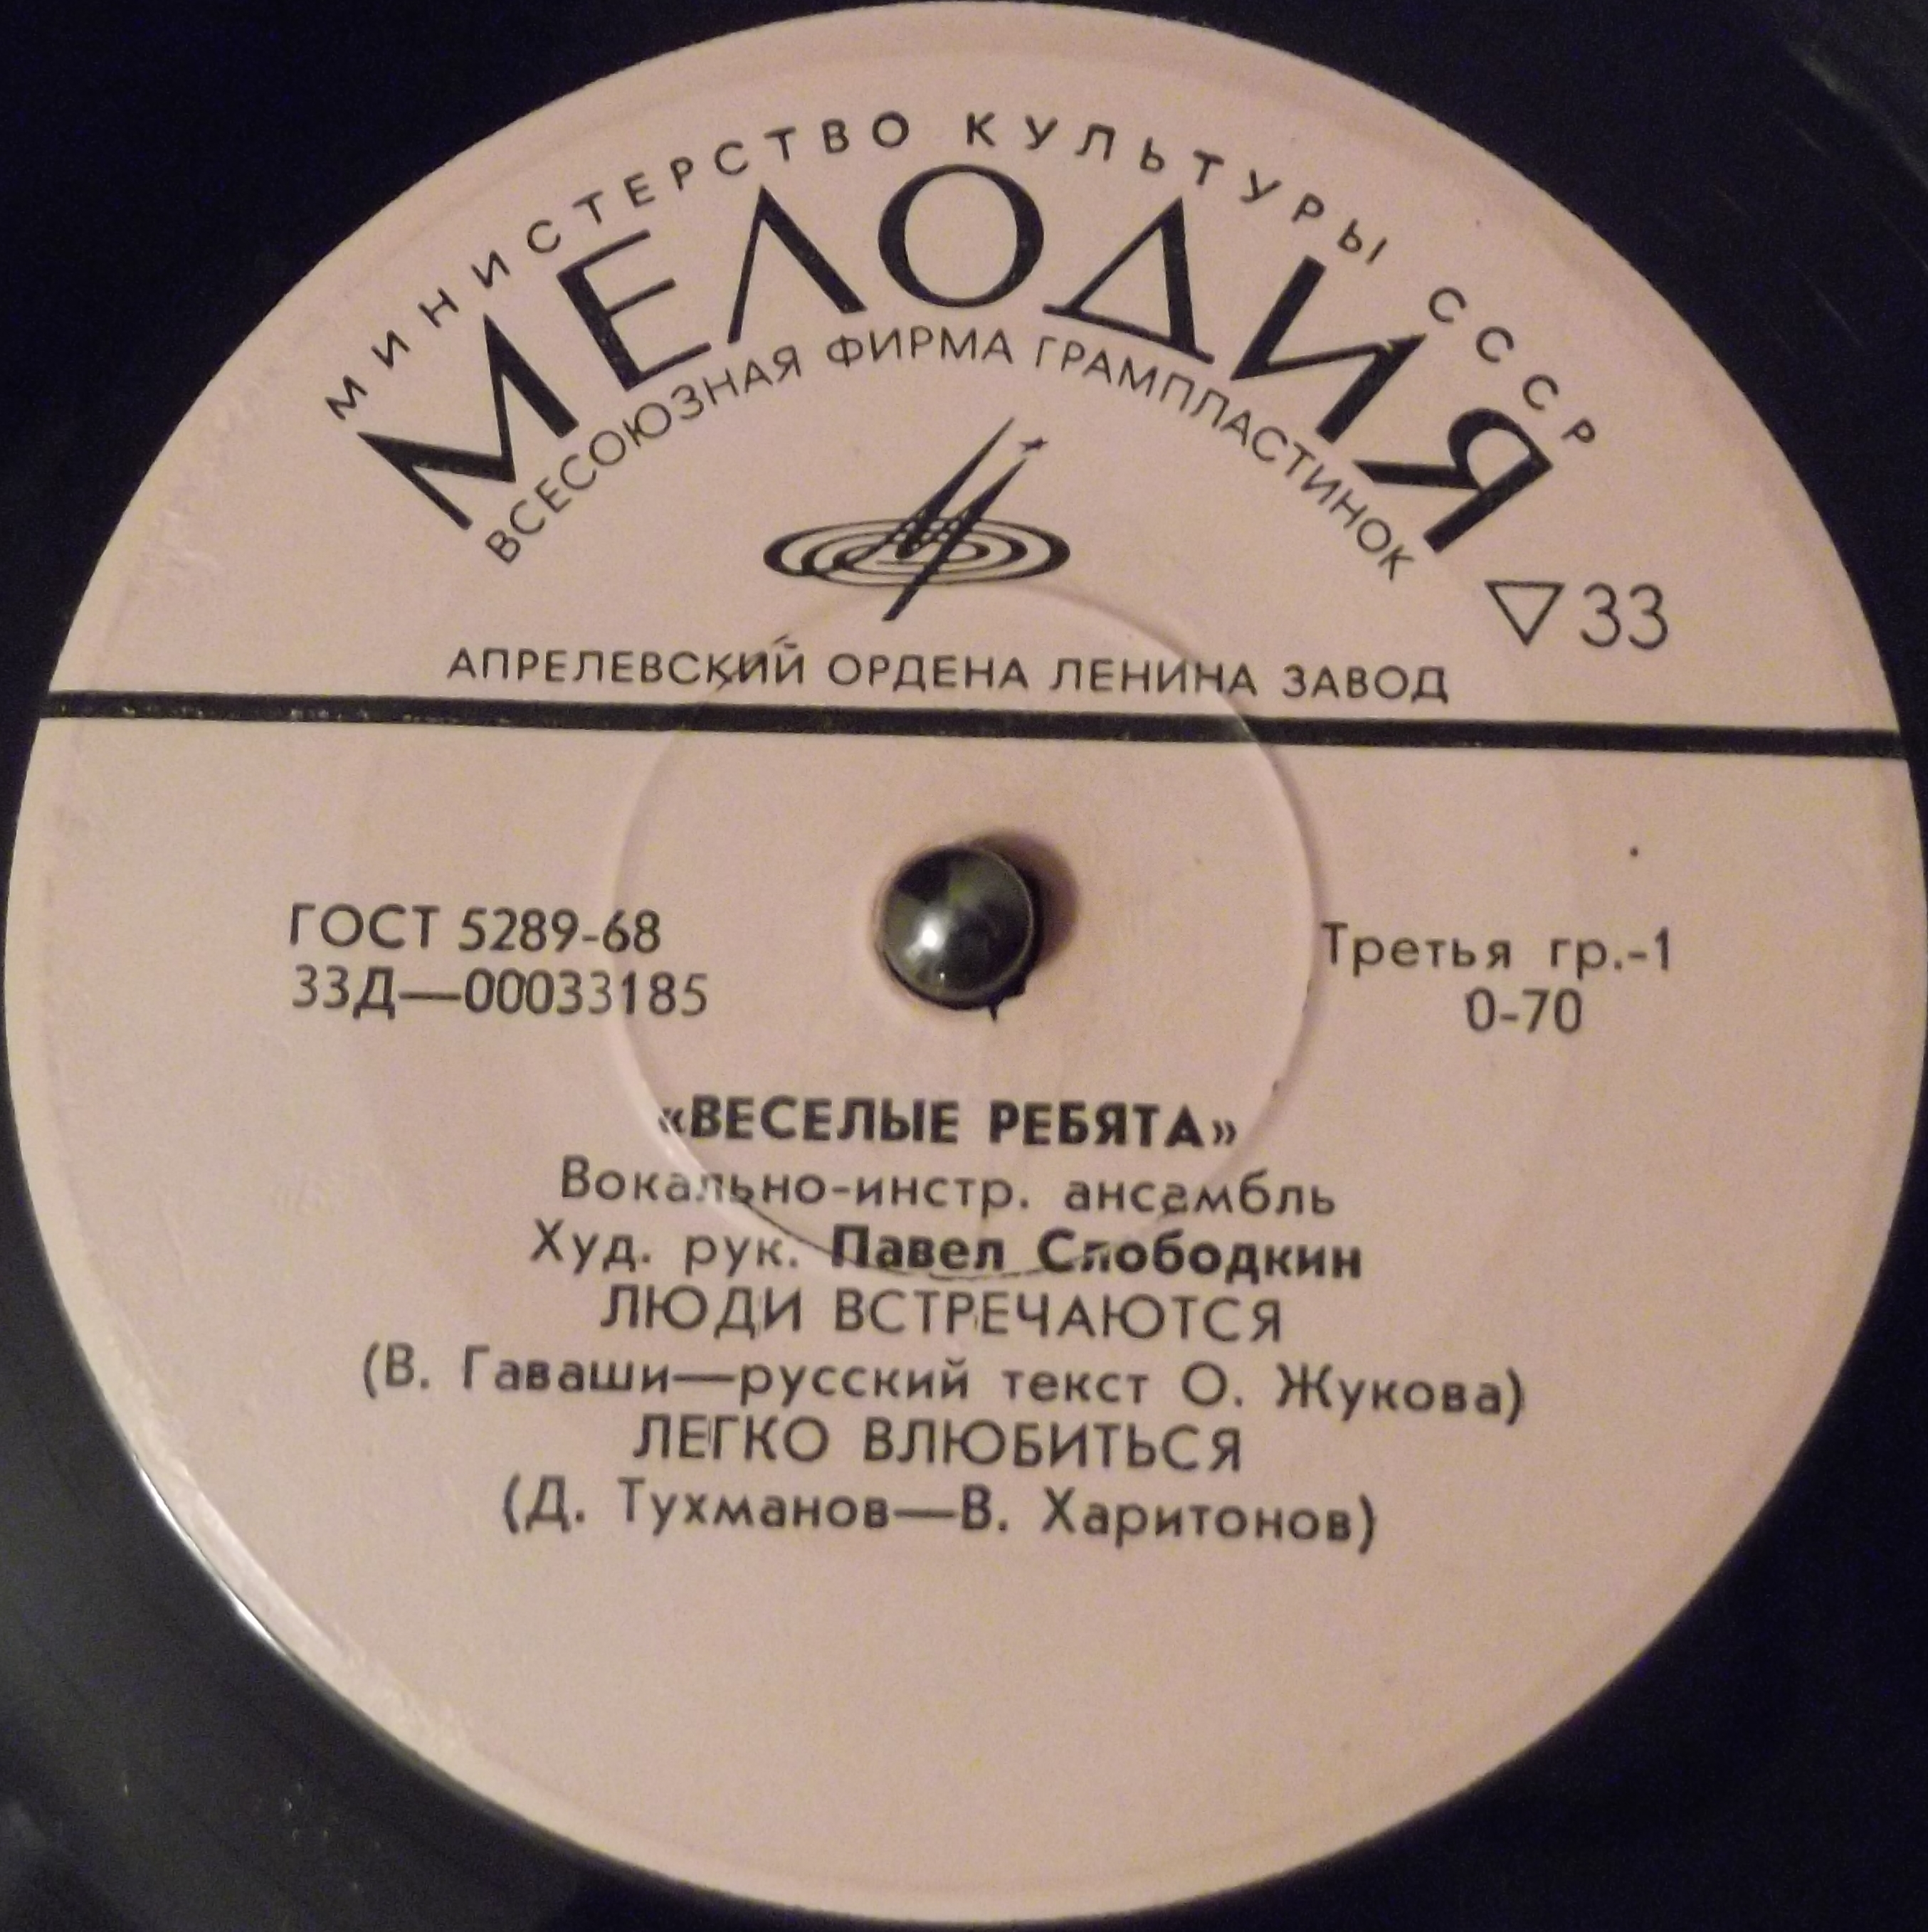 МИНИСТЕРСТВО КУЛЬТУРЫ СССР
МЕЛОДИЯ
ВСЕСОЮЗНАЯ ФИРМА ГРАМПЛАСТИНОК
33
АПРЕЛЕВСКИЙ ОРДЕНА ЛЕНИНА ЗАВОД
ГОСТ 5289-68
33Д—00033185
Третья гр.-1
0-70
«ВЕСЕЛЫЕ РЕБЯТА»
Вокально-инстр. ансамбль
Худ. рук. Павел Слободкин
ЛЮДИ ВСТРЕЧАЮТСЯ
(В. Гаваши—русский текст О. Жукова)
ЛЕГКО ВЛЮБИТЬСЯ
(Д. Тухманов—В. Харитонов)